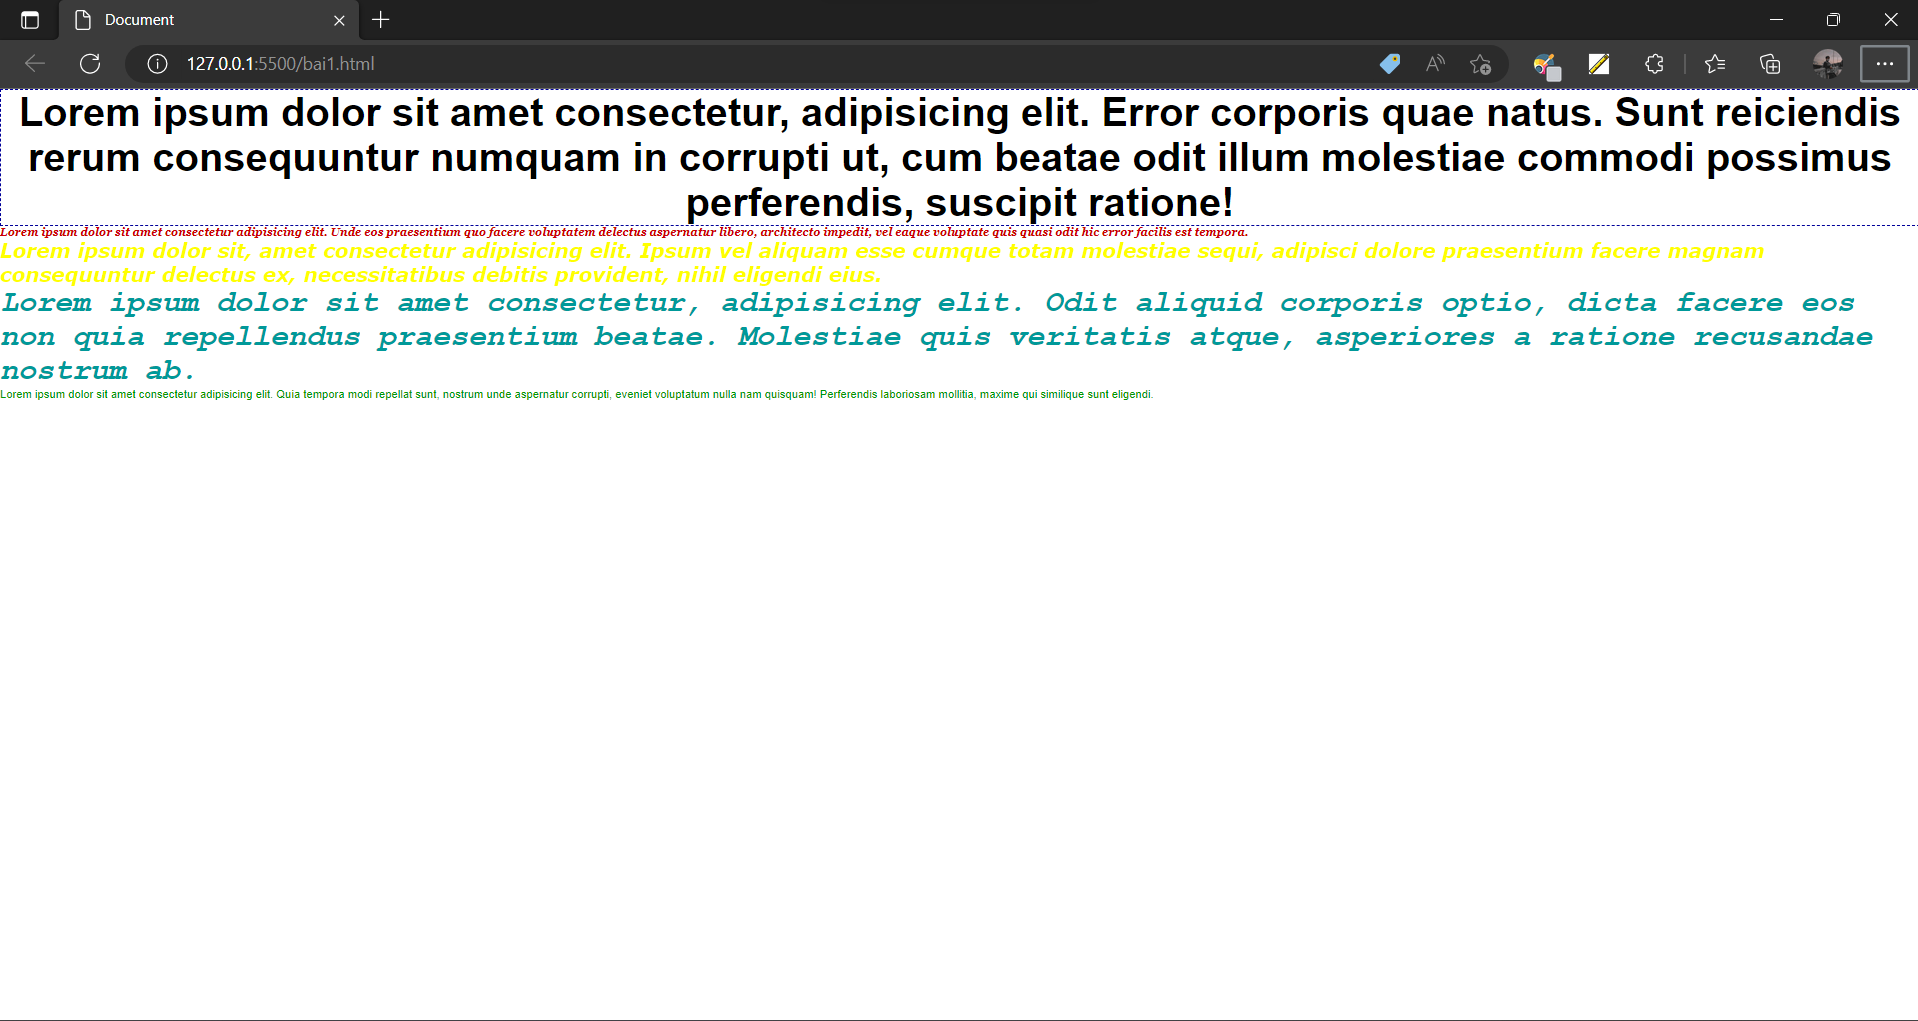 Document
127.0.0.1:5500/bai1.html
Lorem ipsum dolor sit amet consectetur, adipisicing elit. Error corporis quae natus. Sunt reiciendis
rerum consequuntur numquam in corrupti ut, cum beatae odit illum molestiae commodi possimus
perferendis, suscipit ratione!
Lorem ipsum dolor sit amet consectetur adipisicing elit. Unde eos praesentium quo facere voluptatem delectus aspernatur libero, architecto impedit, vel eaque voluptate quis quasi odit hic error facilis est tempora.
Lorem ipsum dolor sit, amet consectetur adipisicing elit. Ipsum vel aliquam esse cumque totam molestiae sequi, adipisci dolore praesentium facere magnam
consequuntur delectus ex, necessitatibus debitis provident, nihil eligendi eius.
Lorem ipsum dolor sit amet consectetur, adipisicing elit. Odit aliquid corporis optio, dicta facere eos
non quia repellendus praesentium beatae. Molestiae quis veritatis atque, asperiores a ratione recusandae
nostrum ab.
Lorem ipsum dolor sit amet consectetur adipisicing elit. Quia tempora modi repellat sunt, nostrum unde aspernatur corrupti, eveniet voluptatum nulla nam quisquam! Perferendis laboriosam mollitia, maxime qui similique sunt eligendi.